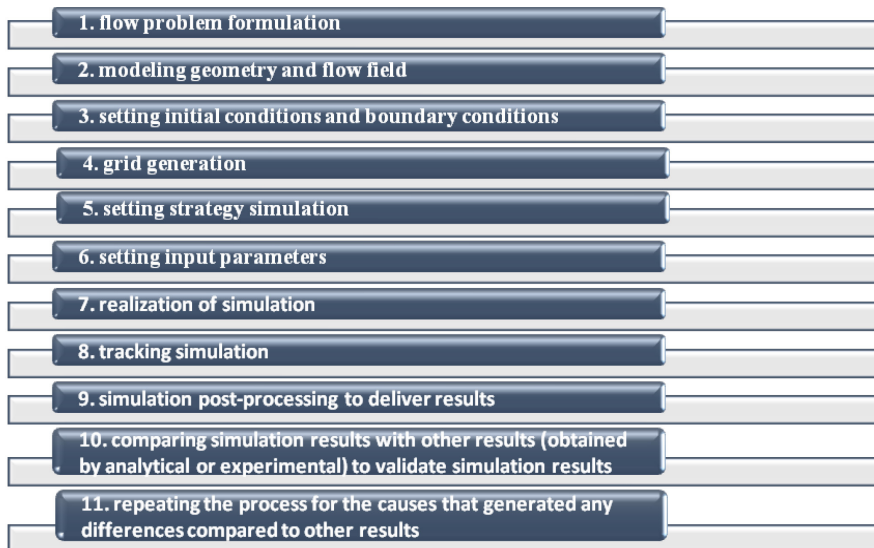 1. flow problem formulation
2. modeling geometry and flow field
3. setting initial conditions and boundary conditions
4. grid generation
5. setting strategy simulation
6. setting input parameters
7. realization of simulation
8. tracking simulation
9. simulation post-processing to deliver results
10. comparing simulation results with other results (obtained
by analytical or experimental) to validate simulation results
11. repeating the process for the causes that generated any
differences compared to other results